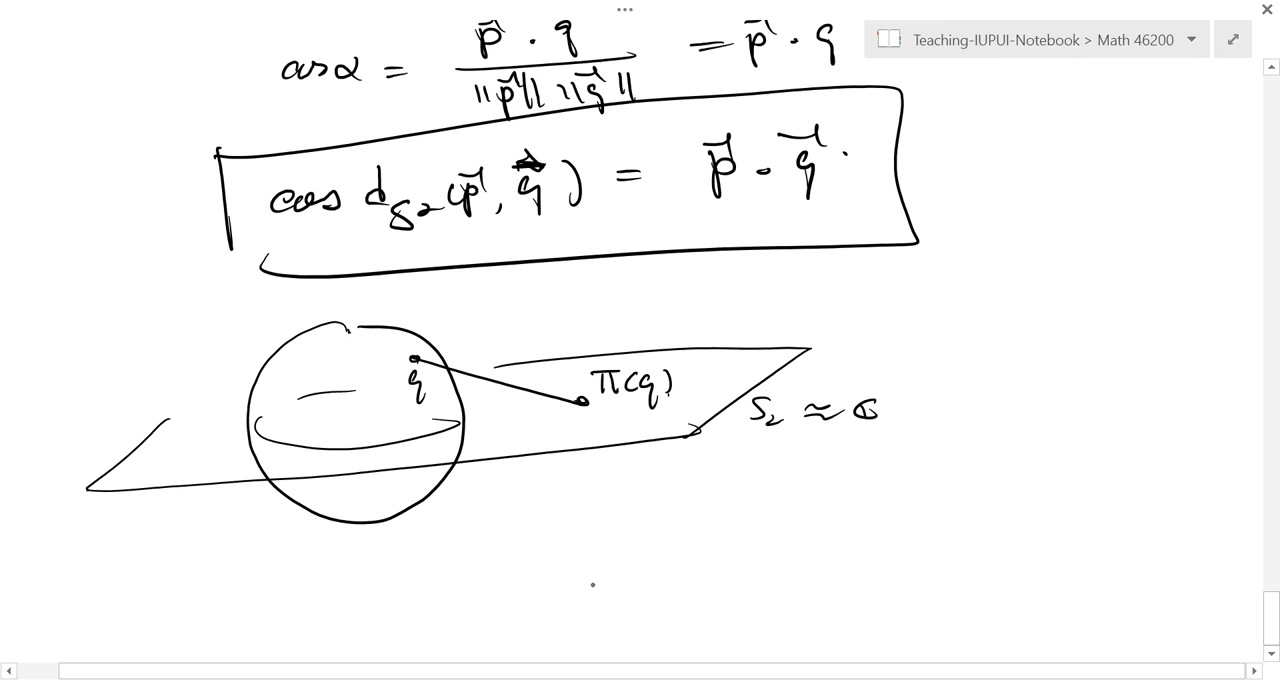 cos α = p⃗ · q / ||p⃗|| ||q⃗|| = p⃗ · q
Teaching-IUPUI-Notebook > Math 46200
cos d_S2(p⃗, q⃗) = p⃗ · q⃗.
q
π(q)
S2 ≈